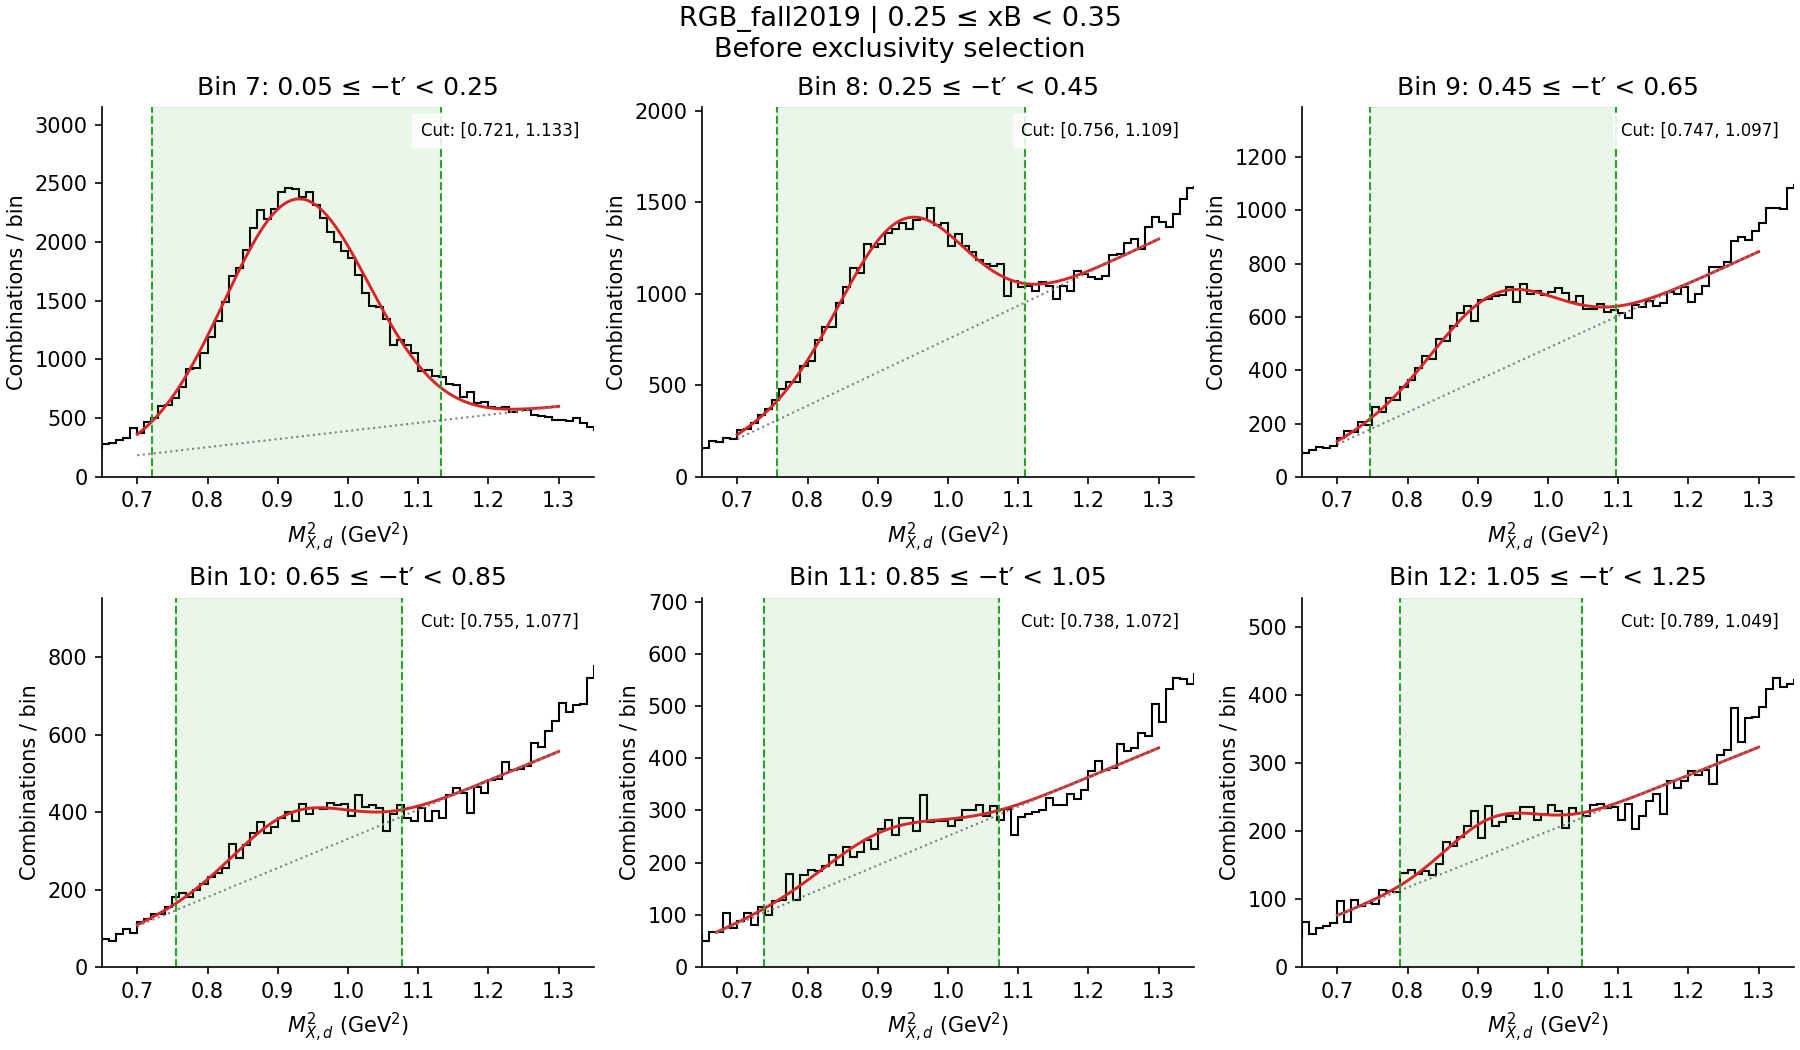 RGB_fall2019 | 0.25 ≤ xB < 0.35
Before exclusivity selection
Bin 7: 0.05 ≤ −t′ < 0.25
Cut: [0.721, 1.133]
Combinations / bin
3000
2500
2000
1500
1000
500
0
0.7 0.8 0.9 1.0 1.1 1.2 1.3
M²X,d (GeV²)
Bin 8: 0.25 ≤ −t′ < 0.45
Cut: [0.756, 1.109]
Combinations / bin
2000
1500
1000
500
0
0.7 0.8 0.9 1.0 1.1 1.2 1.3
M²X,d (GeV²)
Bin 9: 0.45 ≤ −t′ < 0.65
Cut: [0.747, 1.097]
Combinations / bin
1200
1000
800
600
400
200
0
0.7 0.8 0.9 1.0 1.1 1.2 1.3
M²X,d (GeV²)
Bin 10: 0.65 ≤ −t′ < 0.85
Cut: [0.755, 1.077]
Combinations / bin
800
600
400
200
0
0.7 0.8 0.9 1.0 1.1 1.2 1.3
M²X,d (GeV²)
Bin 11: 0.85 ≤ −t′ < 1.05
Cut: [0.738, 1.072]
Combinations / bin
700
600
500
400
300
200
100
0
0.7 0.8 0.9 1.0 1.1 1.2 1.3
M²X,d (GeV²)
Bin 12: 1.05 ≤ −t′ < 1.25
Cut: [0.789, 1.049]
Combinations / bin
500
400
300
200
100
0
0.7 0.8 0.9 1.0 1.1 1.2 1.3
M²X,d (GeV²)